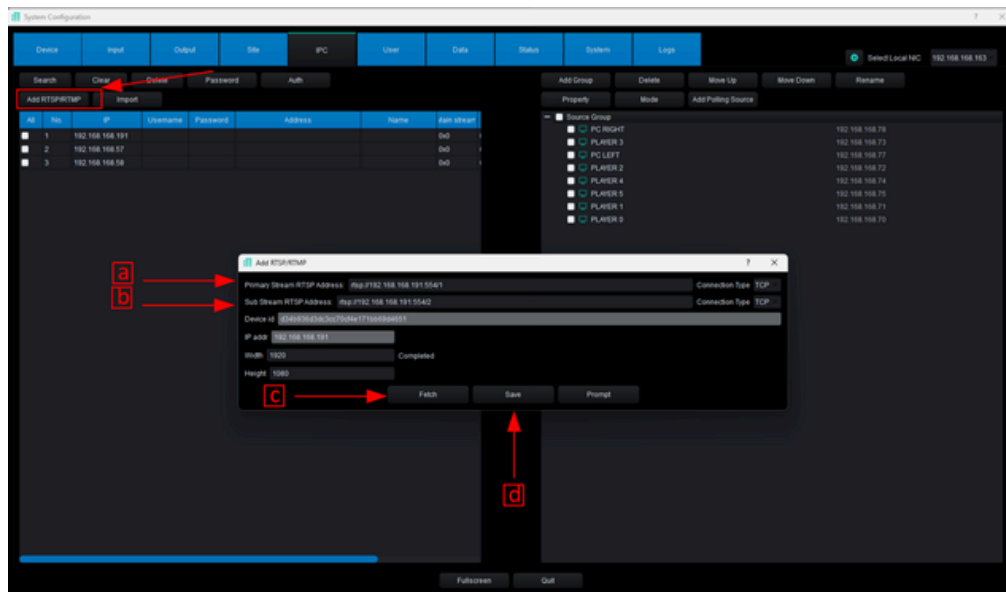 System Configuration ? ×
Device Input Output Site IPC User Data Status System Logs
Select Local NIC 192.168.168.163
Search Clear Delete Password Auth
Add RTSP/RTMP Import
All No. IP Username Password Address Name Main stream
1 192.168.168.191 0x0
2 192.168.168.57 0x0
3 192.168.168.58 0x0
Add Group Delete Move Up Move Down Rename
Property Mode Add Polling Source
Source Group
PC RIGHT 192.168.168.78
PLAYER 3 192.168.168.73
PC LEFT 192.168.168.77
PLAYER 2 192.168.168.72
PLAYER 4 192.168.168.74
PLAYER 5 192.168.168.75
PLAYER 1 192.168.168.71
PLAYER 0 192.168.168.70
Add RTSP/RTMP ? ×
a Primary Stream RTSP Address: rtsp://192.168.168.191:554/1 Connection Type TCP
b Sub Stream RTSP Address: rtsp://192.168.168.191:554/2 Connection Type TCP
Device id
IP addr 192.168.168.191
Width 1920 Completed
Height 1080
c Fetch Save Prompt
d
Fullscreen Quit